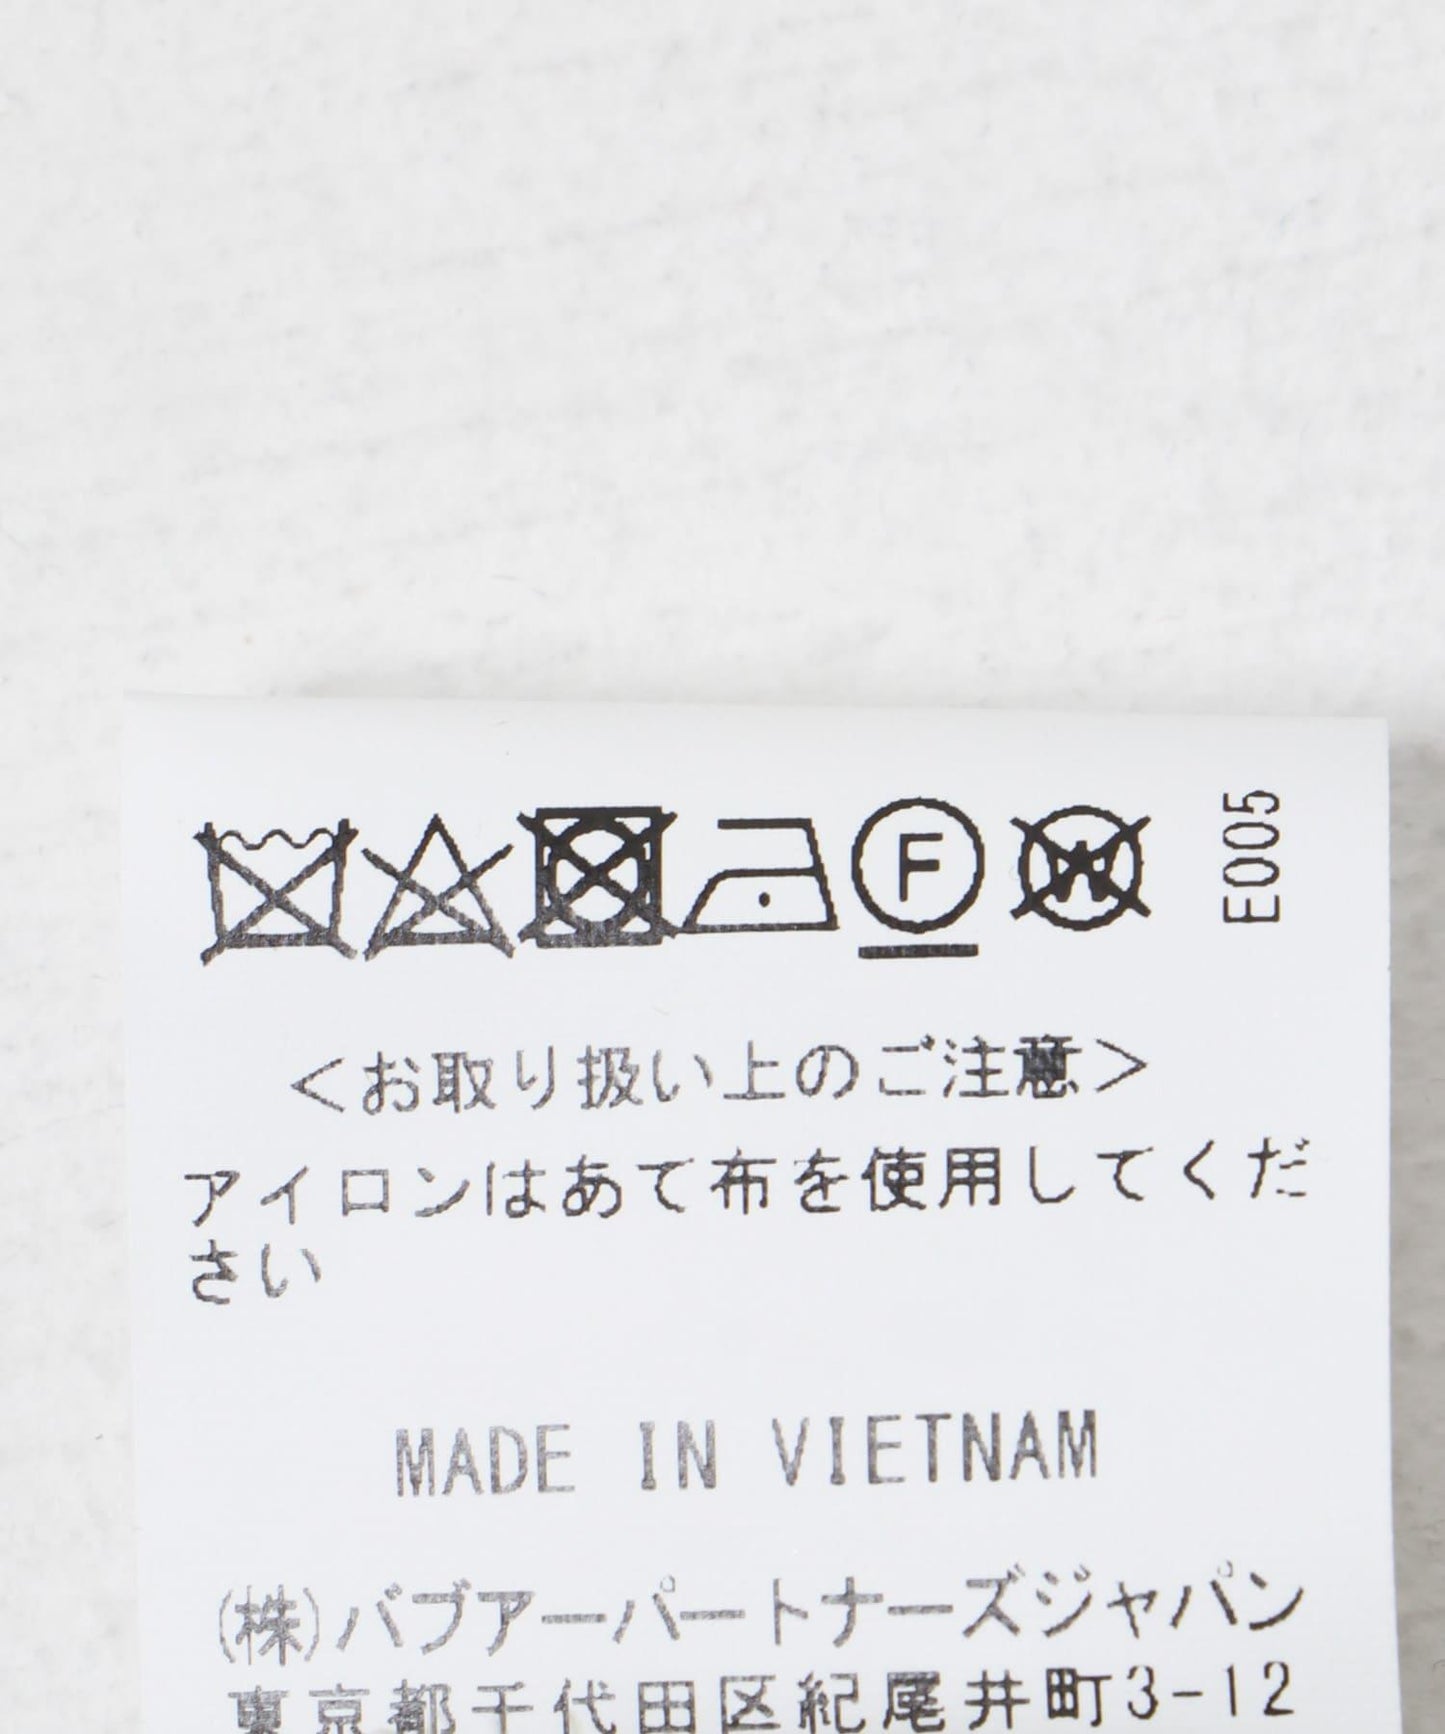 E005
<お取り扱い上のご注意>
アイロンはあて布を使用してくだ
さい
MADE IN VIETNAM
(株)バブアーパートナーズジャパン
東京都千代田区紀尾井町3-12